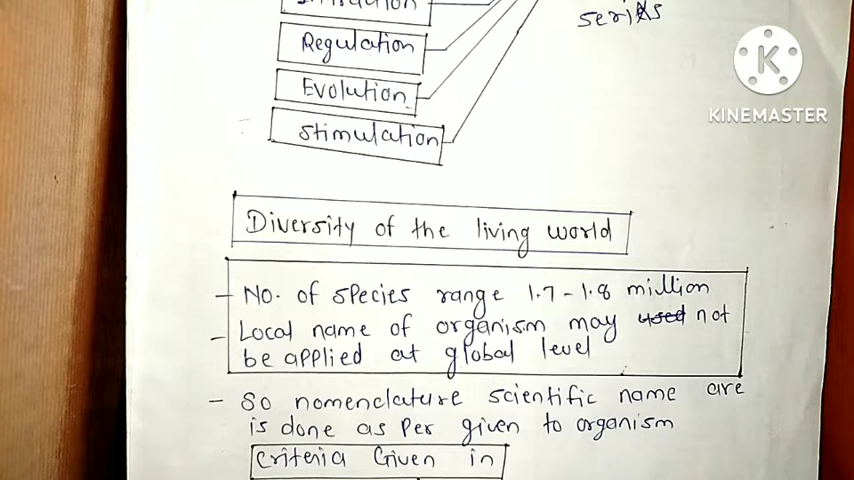 series
Regulation
Evolution
Stimulation
K
KINEMASTER
Diversity of the living world
- No. of species range 1.7 - 1.8 million
- Local name of organism may used not
be applied at global level
- So nomenclature scientific name are
is done as per given to organism
Criteria Given in